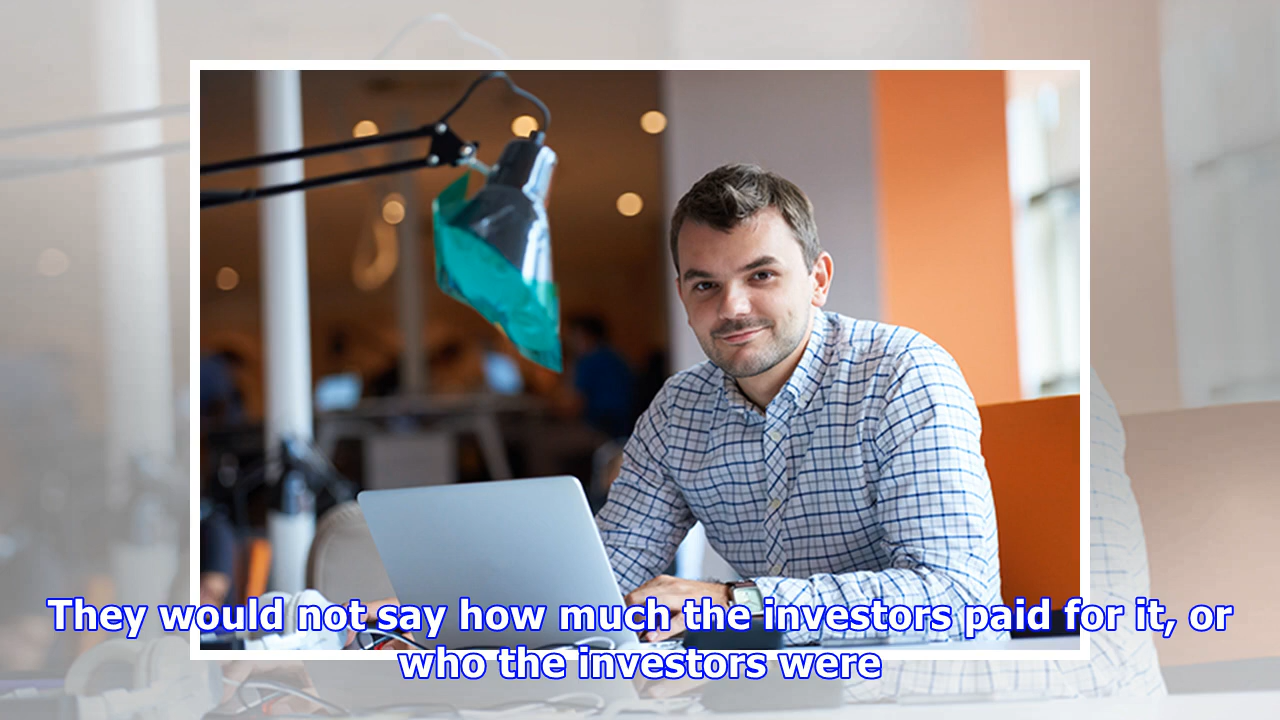 They would not say how much the investors paid for it, or
who the investors were